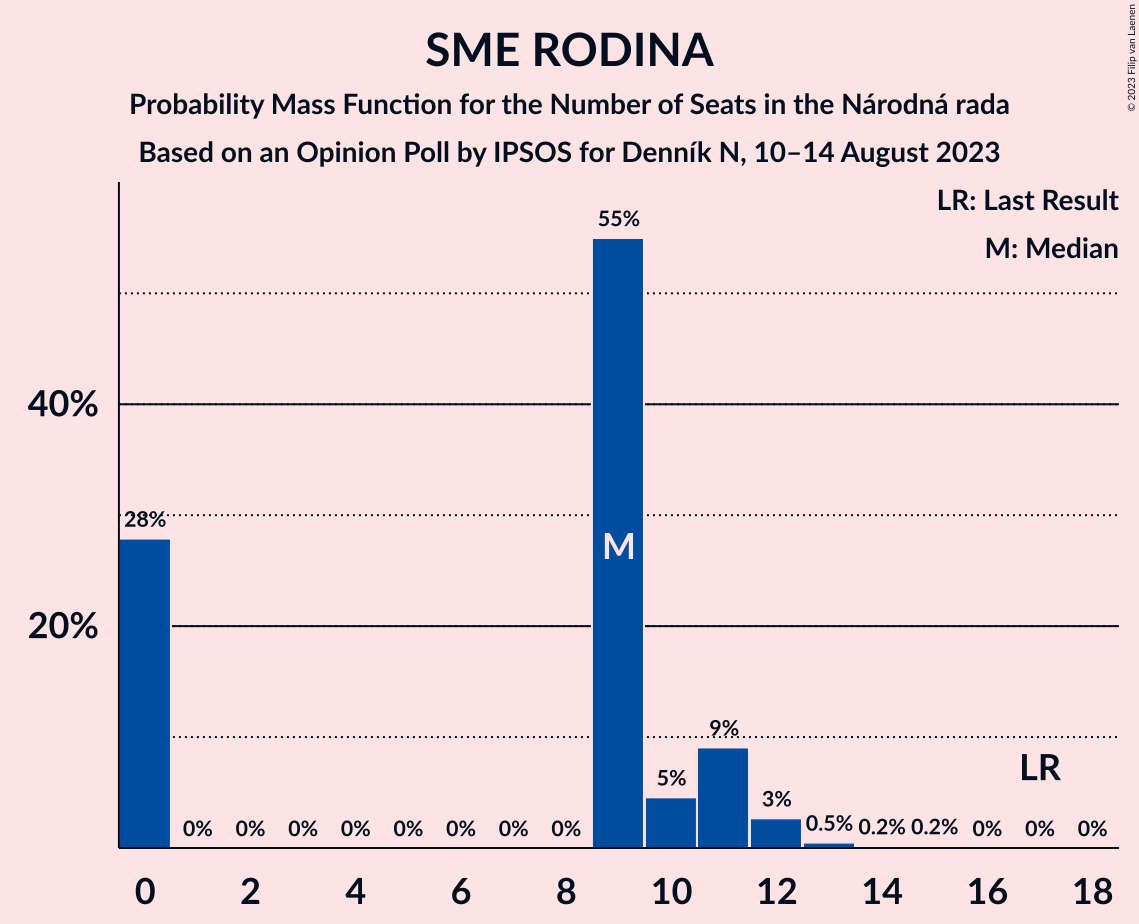 SME RODINA
Probability Mass Function for the Number of Seats in the Národná rada
Based on an Opinion Poll by IPSOS for Denník N, 10–14 August 2023
© 2023 Filip van Laenen
LR: Last Result
M: Median
55%
40%
28%
M
20%
9%
LR
5%
3%
0% 0% 0% 0% 0% 0% 0% 0% 0.5% 0.2% 0.2% 0% 0% 0%
0 2 4 6 8 10 12 14 16 18